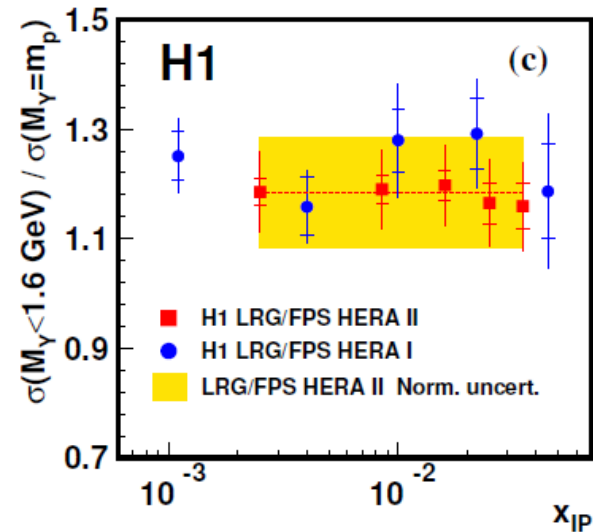 σ(M_Y<1.6 GeV) / σ(M_Y=m_p)
1.5
1.3
1.1
0.9
0.7
H1
(c)
H1 LRG/FPS HERA II
H1 LRG/FPS HERA I
LRG/FPS HERA II Norm. uncert.
10^-3
10^-2
x_IP